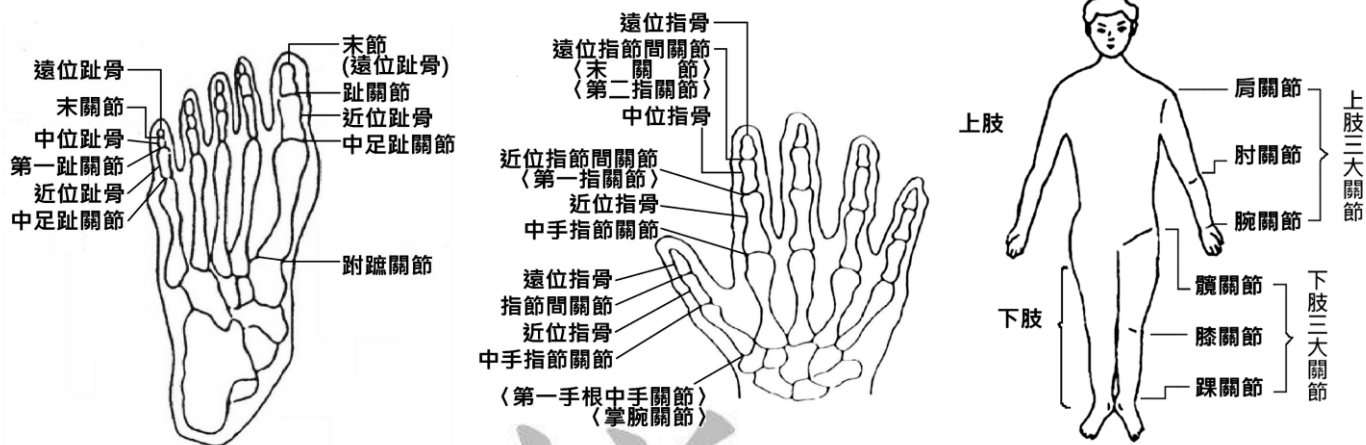 遠位趾骨
末關節
中位趾骨
第一趾關節
近位趾骨
中足趾關節
末節
(遠位趾骨)
趾關節
近位趾骨
中足趾關節
跗蹠關節
遠位指骨
遠位指節間關節
〈末關節〉
〈第二指關節〉
中位指骨
近位指節間關節
〈第一指關節〉
近位指骨
中手指節關節
遠位指骨
指節間關節
近位指骨
中手指節關節
〈第一手根中手關節〉
〈掌腕關節〉
上肢
肩關節
肘關節
腕關節
上肢三大關節
下肢
髖關節
膝關節
踝關節
下肢三大關節